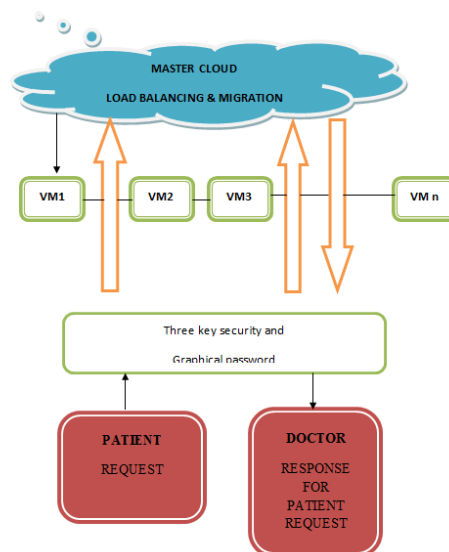 MASTER CLOUD
LOAD BALANCING & MIGRATION
VM1
VM2
VM3
VM n
Three key security and
Graphical password
PATIENT
REQUEST
DOCTOR
RESPONSE
FOR
PATIENT
REQUEST